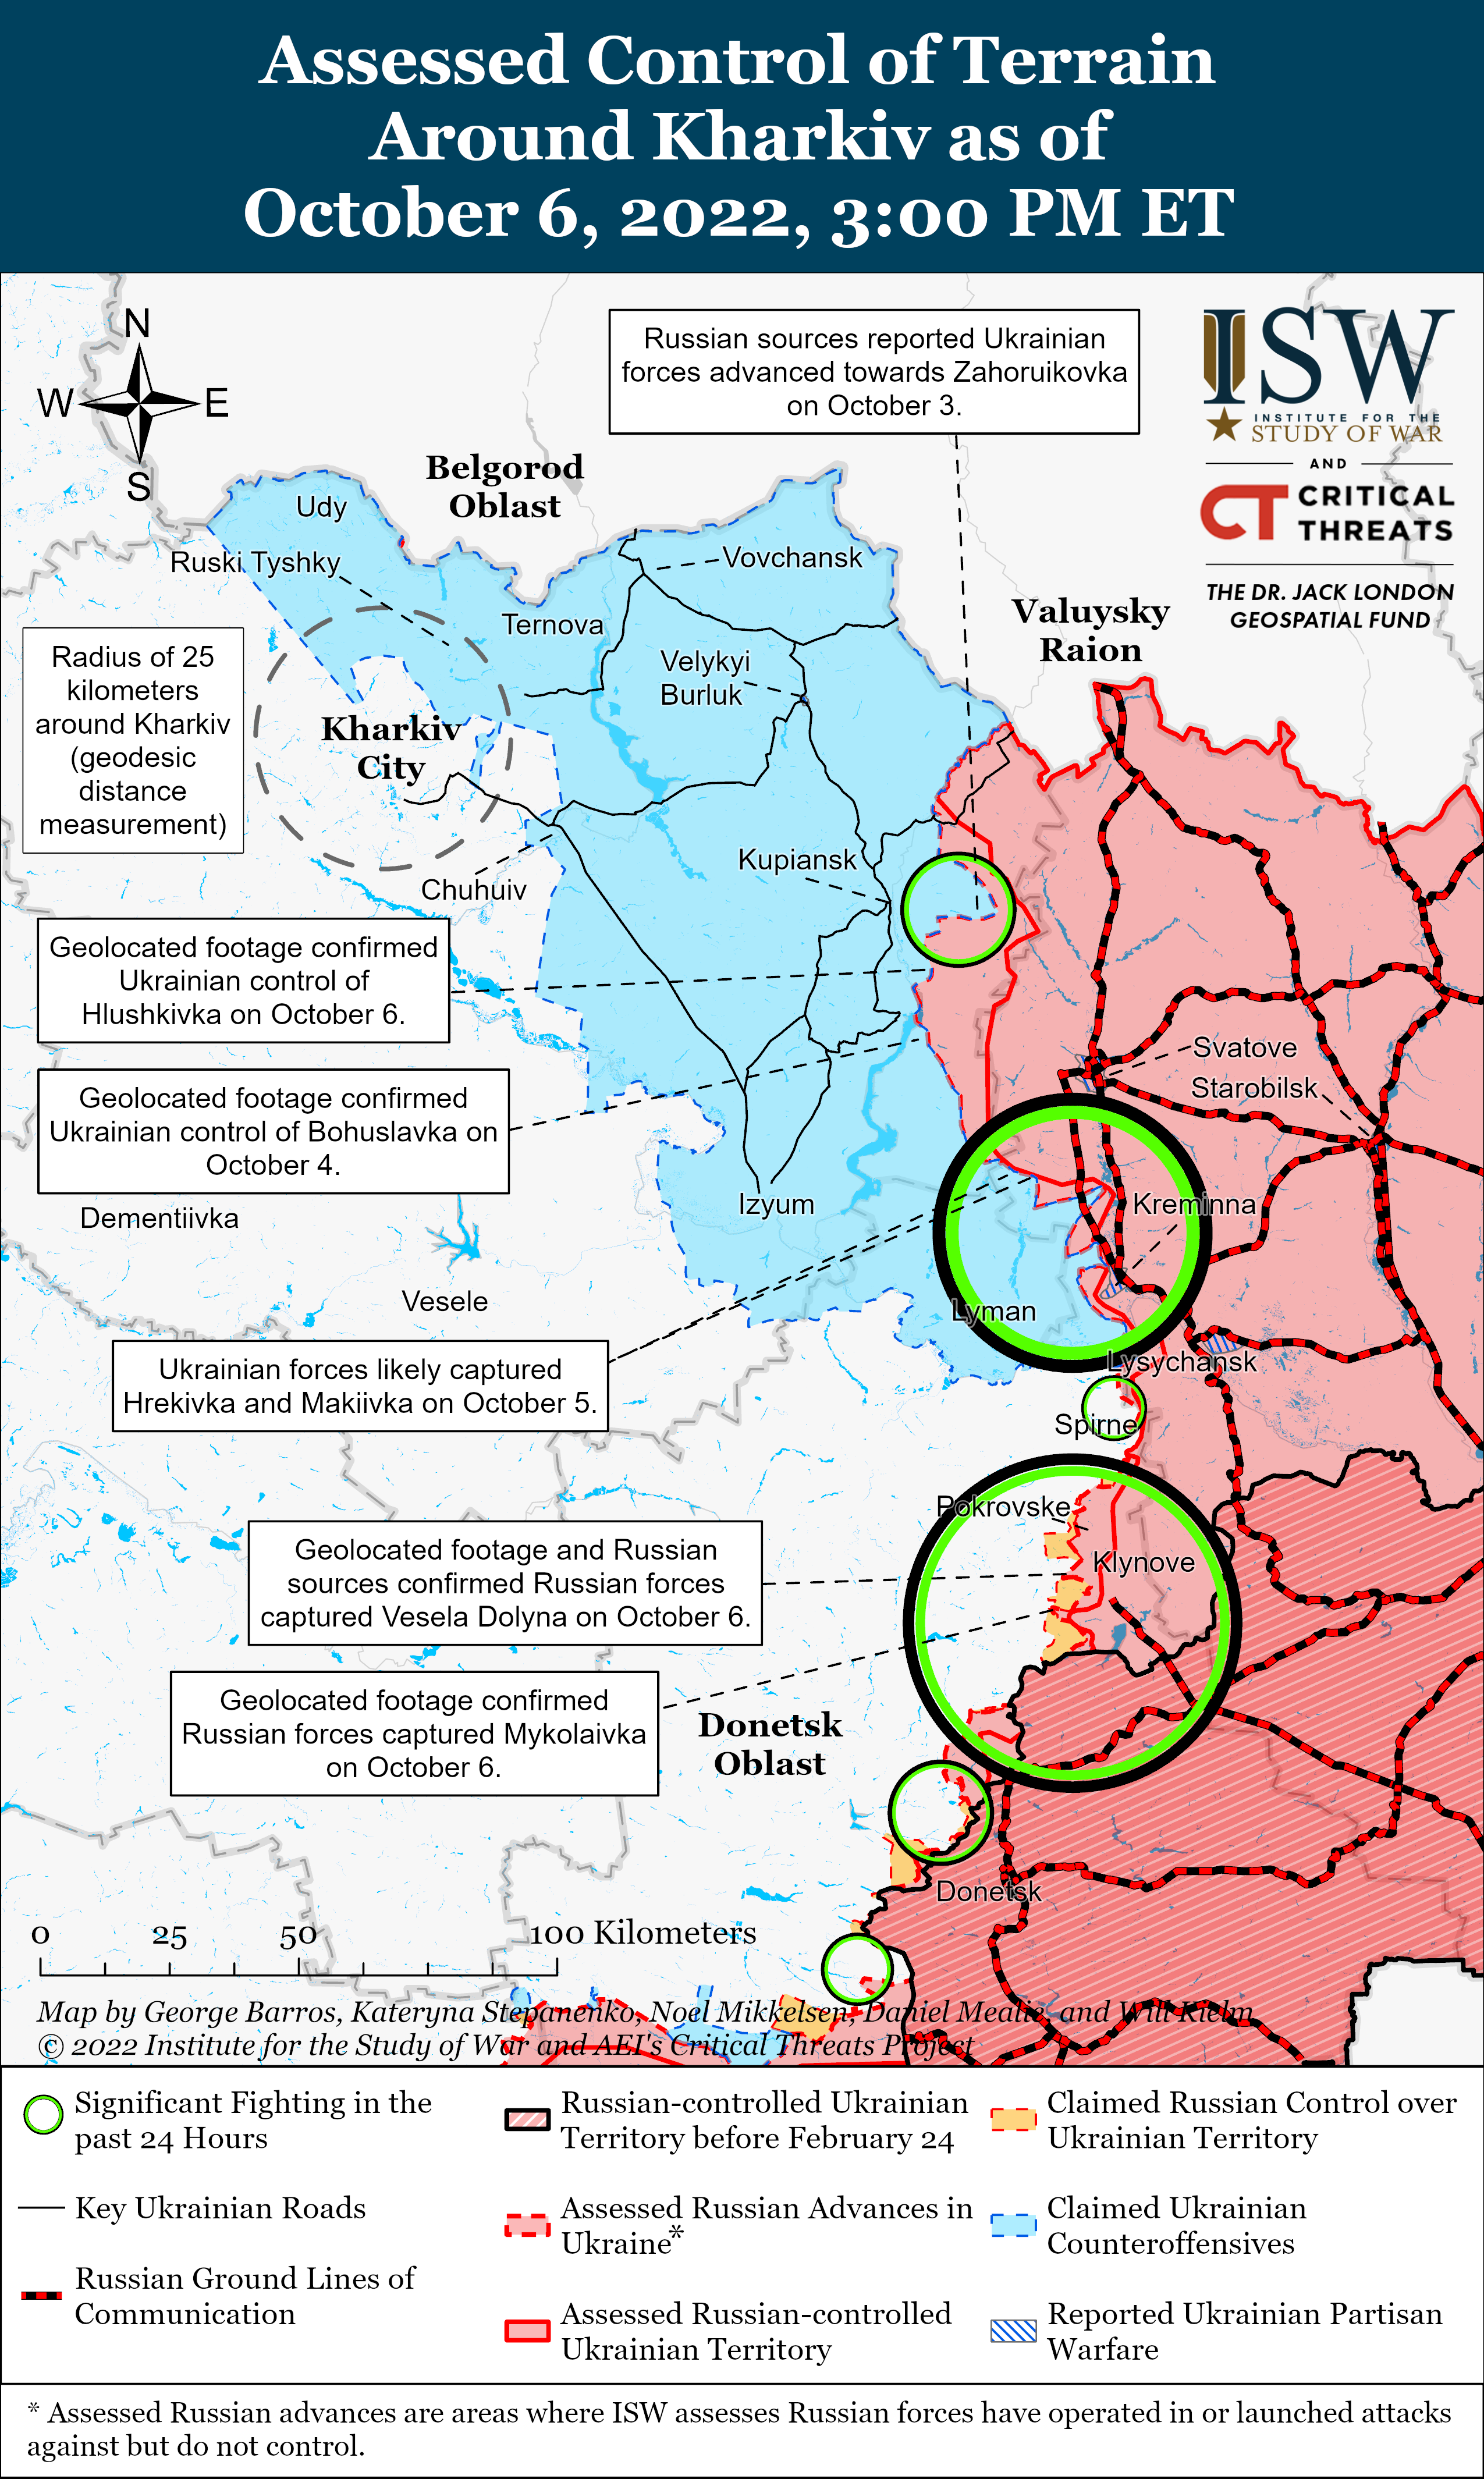 Assessed Control of Terrain
Around Kharkiv as of
October 6, 2022, 3:00 PM ET
N
W
E
S
Russian sources reported Ukrainian
forces advanced towards Zahoruikovka
on October 3.
ISW
INSTITUTE FOR THE
STUDY OF WAR
AND
CT CRITICAL
THREATS
THE DR. JACK LONDON
GEOSPATIAL FUND
Belgorod
Oblast
Udy
Ruski Tyshky
Vovchansk
Ternova
Valuysky
Raion
Velykyi
Burluk
Radius of 25
kilometers
around Kharkiv
(geodesic
distance
measurement)
Kharkiv
City
Kupiansk
Chuhuiv
Geolocated footage confirmed
Ukrainian control of
Hlushkivka on October 6.
Svatove
Starobilsk
Geolocated footage confirmed
Ukrainian control of Bohuslavka on
October 4.
Dementiivka
Izyum
Kreminna
Vesele
Lyman
Ukrainian forces likely captured
Hrekivka and Makiivka on October 5.
Lysychansk
Spirne
Pokrovske
Geolocated footage and Russian
sources confirmed Russian forces
captured Vesela Dolyna on October 6.
Klynove
Geolocated footage confirmed
Russian forces captured Mykolaivka
on October 6.
Donetsk
Oblast
Donetsk
0 25 50 100 Kilometers
Map by George Barros, Kateryna Stepanenko, Noel Mikkelsen, Daniel Mealie, and Will Kielm
© 2022 Institute for the Study of War and AEI's Critical Threats Project
Significant Fighting in the
past 24 Hours
Key Ukrainian Roads
Russian Ground Lines of
Communication
Russian-controlled Ukrainian
Territory before February 24
Assessed Russian Advances in
Ukraine*
Assessed Russian-controlled
Ukrainian Territory
Claimed Russian Control over
Ukrainian Territory
Claimed Ukrainian
Counteroffensives
Reported Ukrainian Partisan
Warfare
* Assessed Russian advances are areas where ISW assesses Russian forces have operated in or launched attacks
against but do not control.